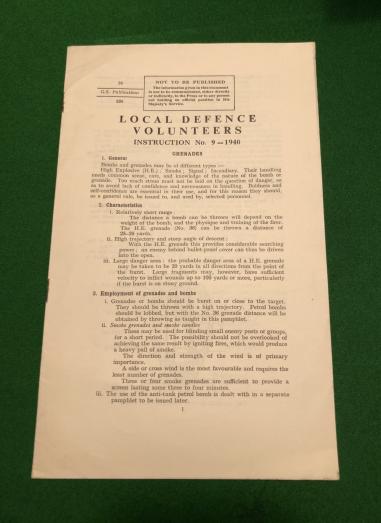 26
G.S. Publication
938
NOT TO BE PUBLISHED
The information given in this document
is not to be communicated, either directly
or indirectly, to the Press or to any person
not holding an official position in His
Majesty's Service.
LOCAL DEFENCE
VOLUNTEERS
INSTRUCTION No. 9—1940
GRENADES
1. General
Bombs and grenades may be of different types —
High Explosive (H.E.) ; Smoke ; Signal ; Incendiary. Their handling
needs common sense, care, and knowledge of the nature of the bomb or
grenade. Too much stress must not be laid on the question of danger, so
as to avoid lack of confidence and nervousness in handling. Boldness and
self-confidence are essential in their use, and for this reason they should,
as a general rule, be issued to, and used by, selected personnel.
2. Characteristics
i. Relatively short range :
The distance a bomb can be thrown will depend on the
weight of the bomb, and the physique and training of the thrower.
The H.E. grenade (No. 36) can be thrown a distance of
25-35 yards.
ii. High trajectory and steep angle of descent :
With the H.E. grenade this provides considerable searching
power ; an enemy behind bullet-proof cover can thus be driven
into the open.
iii. Large danger area : the probable danger area of a H.E. grenade
may be taken to be 20 yards in all directions from the point of
the burst. Large fragments may, however, have sufficient
velocity to inflict wounds up to 100 yards or more, particularly
if the burst is on stony ground.
3. Employment of grenades and bombs
i. Grenades or bombs should be burst on or close to the target.
They should be thrown with a high trajectory. Petrol bombs
should be lobbed, but with the No. 36 grenade distance will be
obtained by throwing as taught in this pamphlet.
ii. Smoke grenades and smoke candles
These may be used for blinding small enemy posts or groups,
for a short period. The possibility should not be overlooked of
achieving the same result by igniting fires, which would produce
a heavy pall of smoke.
The direction and strength of the wind is of primary
importance.
A side or cross wind is the most favourable and requires the
least number of grenades.
Three or four smoke grenades are sufficient to provide a
screen lasting some three to four minutes.
iii. The use of the anti-tank petrol bomb is dealt with in a separate
pamphlet to be issued later.
1